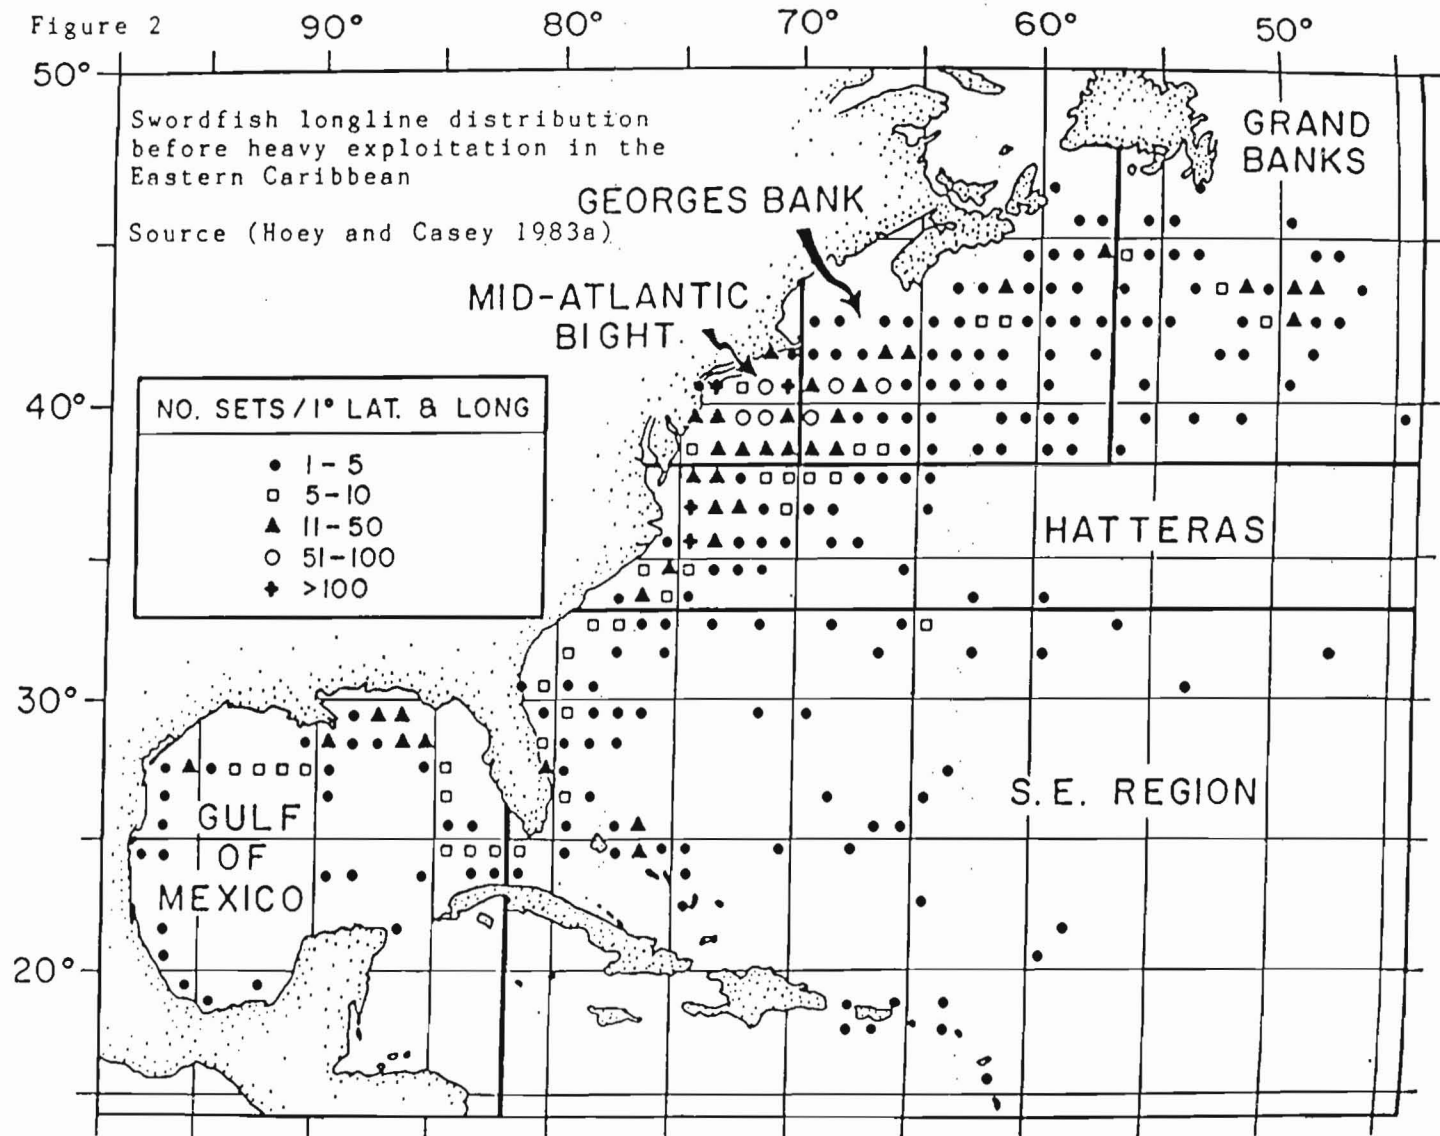 Figure 2
90° 80° 70° 60° 50°
50°
Swordfish longline distribution
before heavy exploitation in the
Eastern Caribbean
Source (Hoey and Casey 1983a)
GRAND
BANKS
GEORGES BANK
MID-ATLANTIC
BIGHT
40°
NO. SETS/1° LAT. & LONG
1-5
5-10
11-50
51-100
>100
HATTERAS
30°
S.E. REGION
GULF
OF
MEXICO
20°